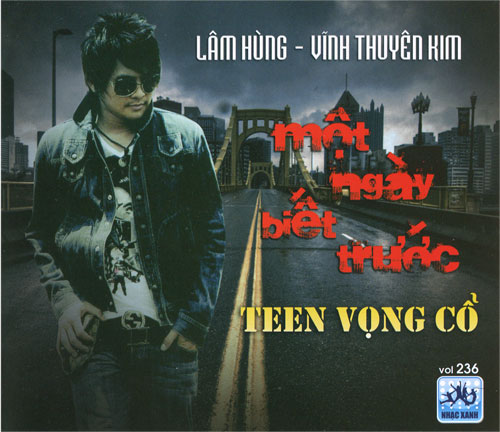 LÂM HÙNG - VĨNH THUYÊN KIM
một
ngày
biết
trước
TEEN VỌNG CỔ
vol 236
NHẠC XANH